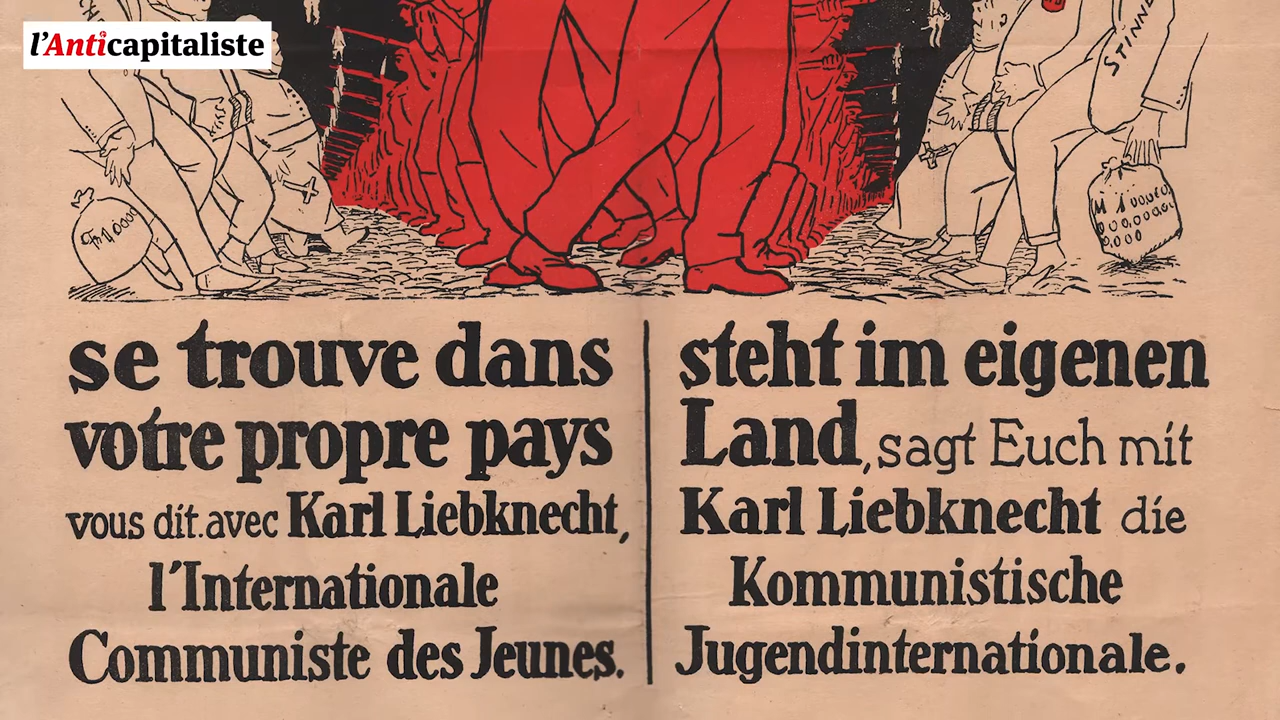 l'Anticapitaliste
STINNE
se trouve dans
votre propre pays
vous dit.avec Karl Liebknecht,
l'Internationale
Communiste des Jeunes.
steht im eigenen
Land, sagt Euch mit
Karl Liebknecht die
Kommunistische
Jugendinternationale.